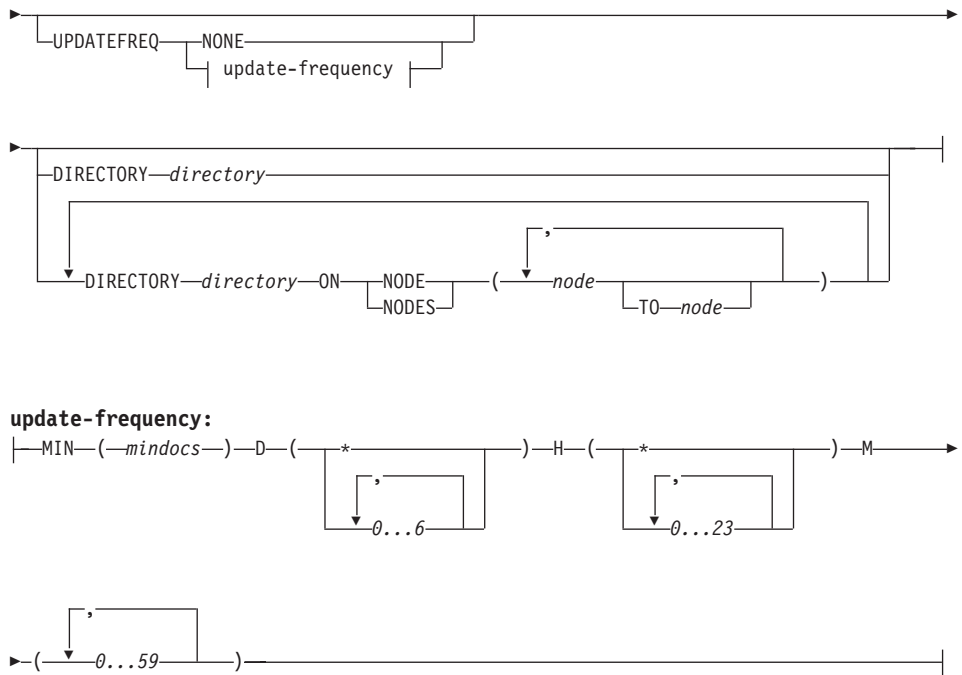 UPDATEFREQ NONE
update-frequency
DIRECTORY directory
,
DIRECTORY directory ON NODE ( node )
NODES TO node
update-frequency:
MIN ( mindocs ) D ( * ) H ( * ) M
, ,
0...6 0...23
,
( 0...59 )